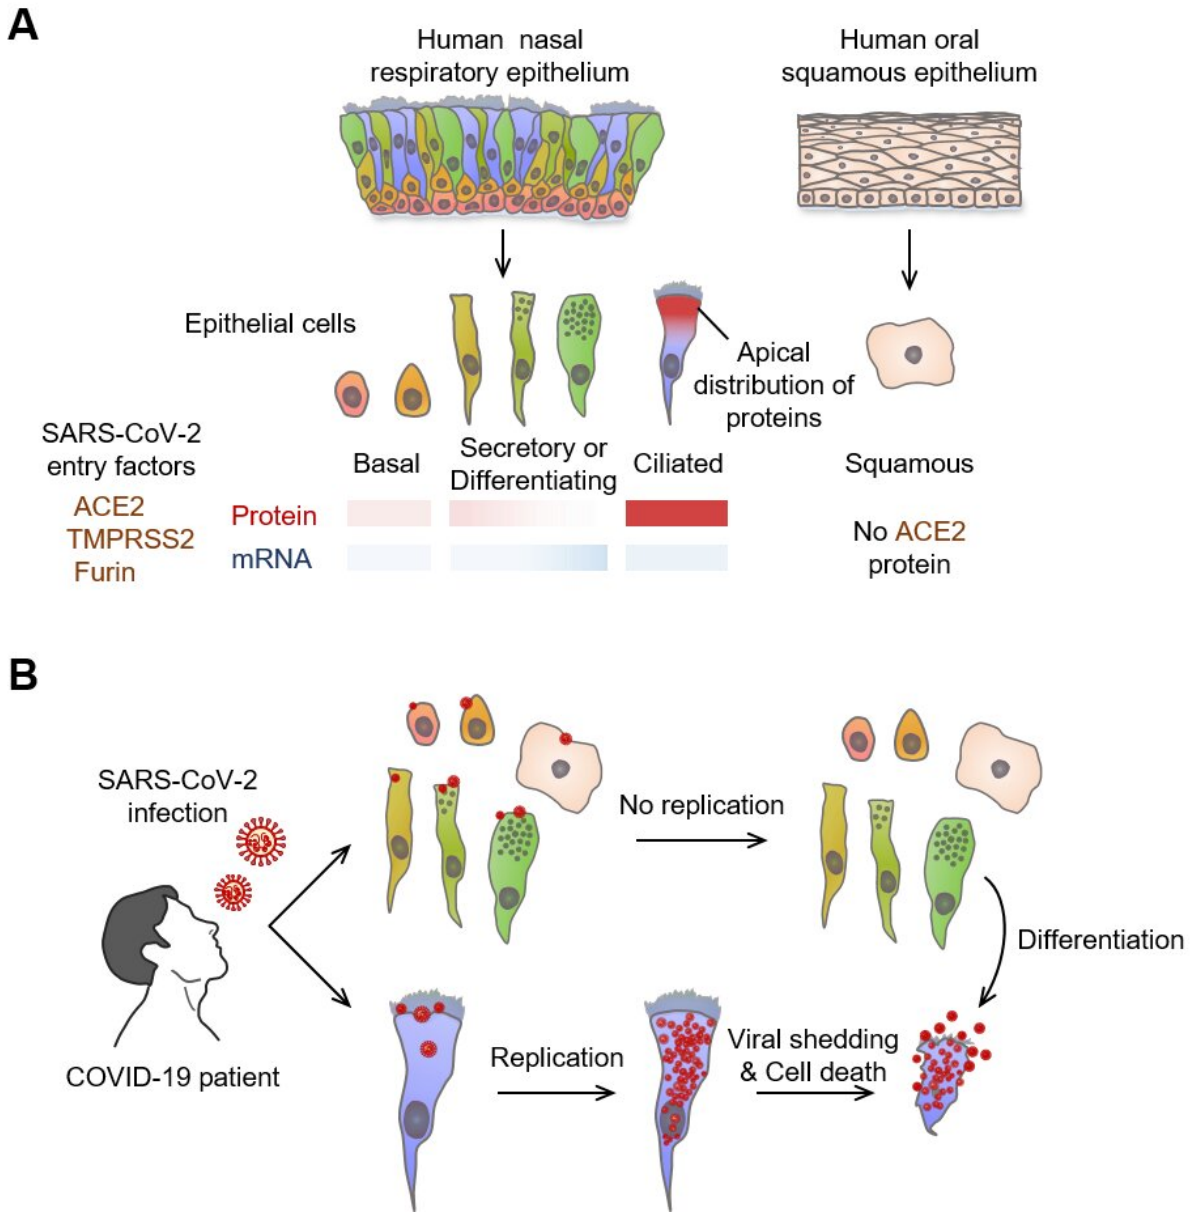 A
Human nasal
respiratory epithelium
Human oral
squamous epithelium
Epithelial cells
Apical
distribution of
proteins
SARS-CoV-2
entry factors
Basal
Secretory or
Differentiating
Ciliated
Squamous
ACE2
TMPRSS2
Furin
Protein
mRNA
No ACE2
protein
B
SARS-CoV-2
infection
No replication
Differentiation
COVID-19 patient
Replication
Viral shedding
& Cell death